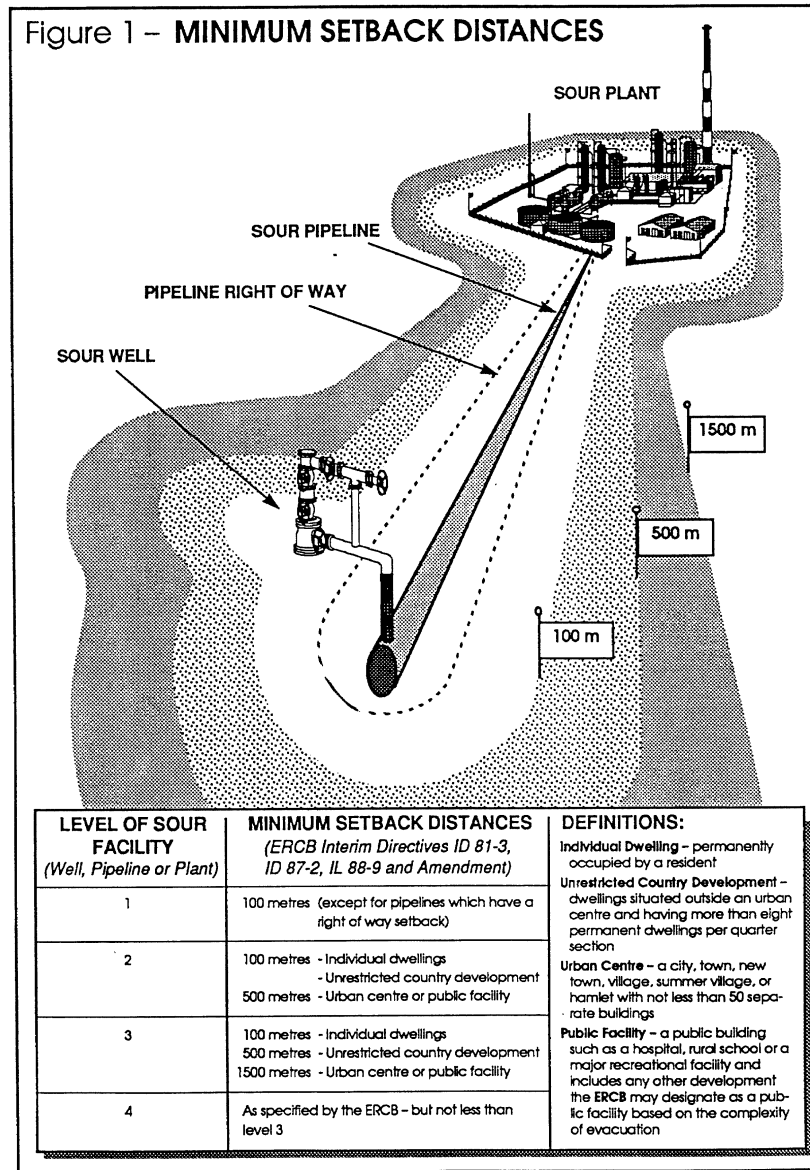 Figure 1 – MINIMUM SETBACK DISTANCES
SOUR PLANT
SOUR PIPELINE
PIPELINE RIGHT OF WAY
SOUR WELL
1500 m
500 m
100 m
LEVEL OF SOUR
FACILITY
(Well, Pipeline or Plant)
MINIMUM SETBACK DISTANCES
(ERCB Interim Directives ID 81-3,
ID 87-2, IL 88-9 and Amendment)
1
100 metres (except for pipelines which have a
right of way setback)
2
100 metres - Individual dwellings
- Unrestricted country development
500 metres - Urban centre or public facility
3
100 metres - Individual dwellings
500 metres - Unrestricted country development
1500 metres - Urban centre or public facility
4
As specified by the ERCB – but not less than
level 3
DEFINITIONS:
Individual Dwelling – permanently
occupied by a resident
Unrestricted Country Development –
dwellings situated outside an urban
centre and having more than eight
permanent dwellings per quarter
section
Urban Centre – a city, town, new
town, village, summer village, or
hamlet with not less than 50 sepa-
rate buildings
Public Facility – a public building
such as a hospital, rural school or a
major recreational facility and
includes any other development
the ERCB may designate as a pub-
lic facility based on the complexity
of evacuation